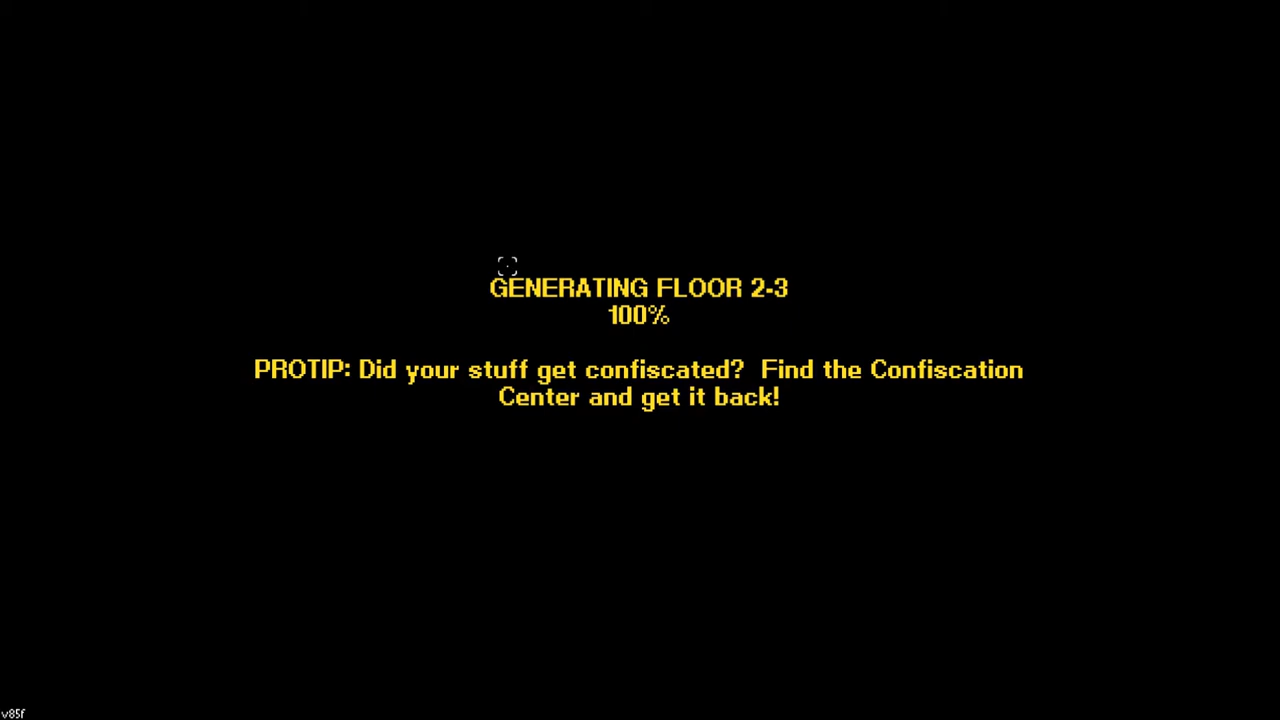 GENERATING FLOOR 2-3
100%
PROTIP: Did your stuff get confiscated?  Find the Confiscation
Center and get it back!
v85f